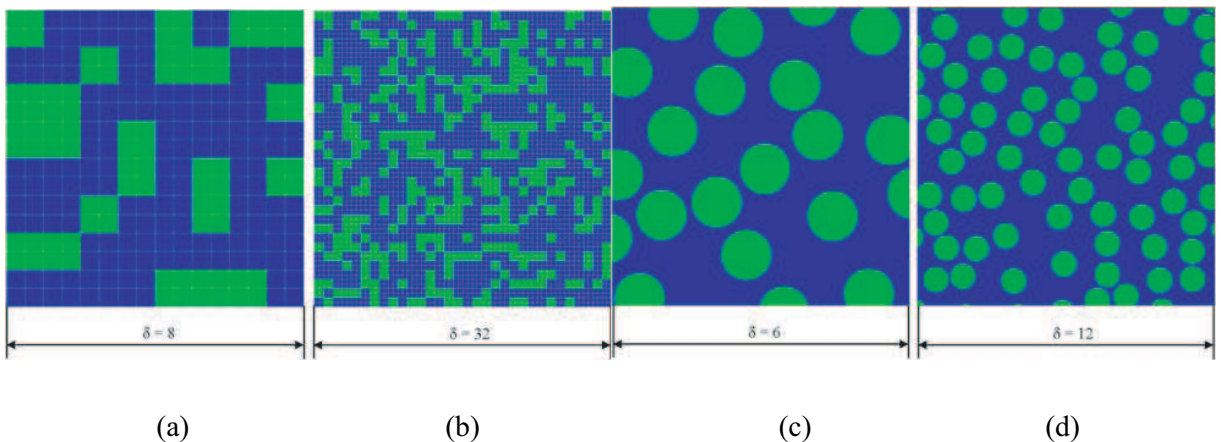 δ = 8
δ = 32
δ = 6
δ = 12
(a)
(b)
(c)
(d)